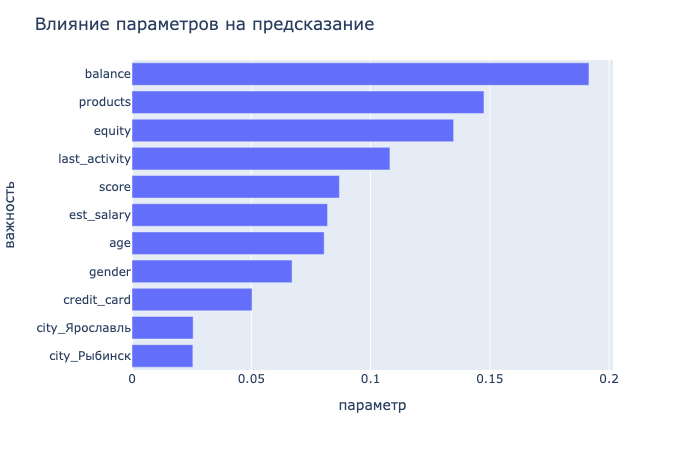 Влияние параметров на предсказание
важность
balance
products
equity
last_activity
score
est_salary
age
gender
credit_card
city_Ярославль
city_Рыбинск
0 0.05 0.1 0.15 0.2
параметр